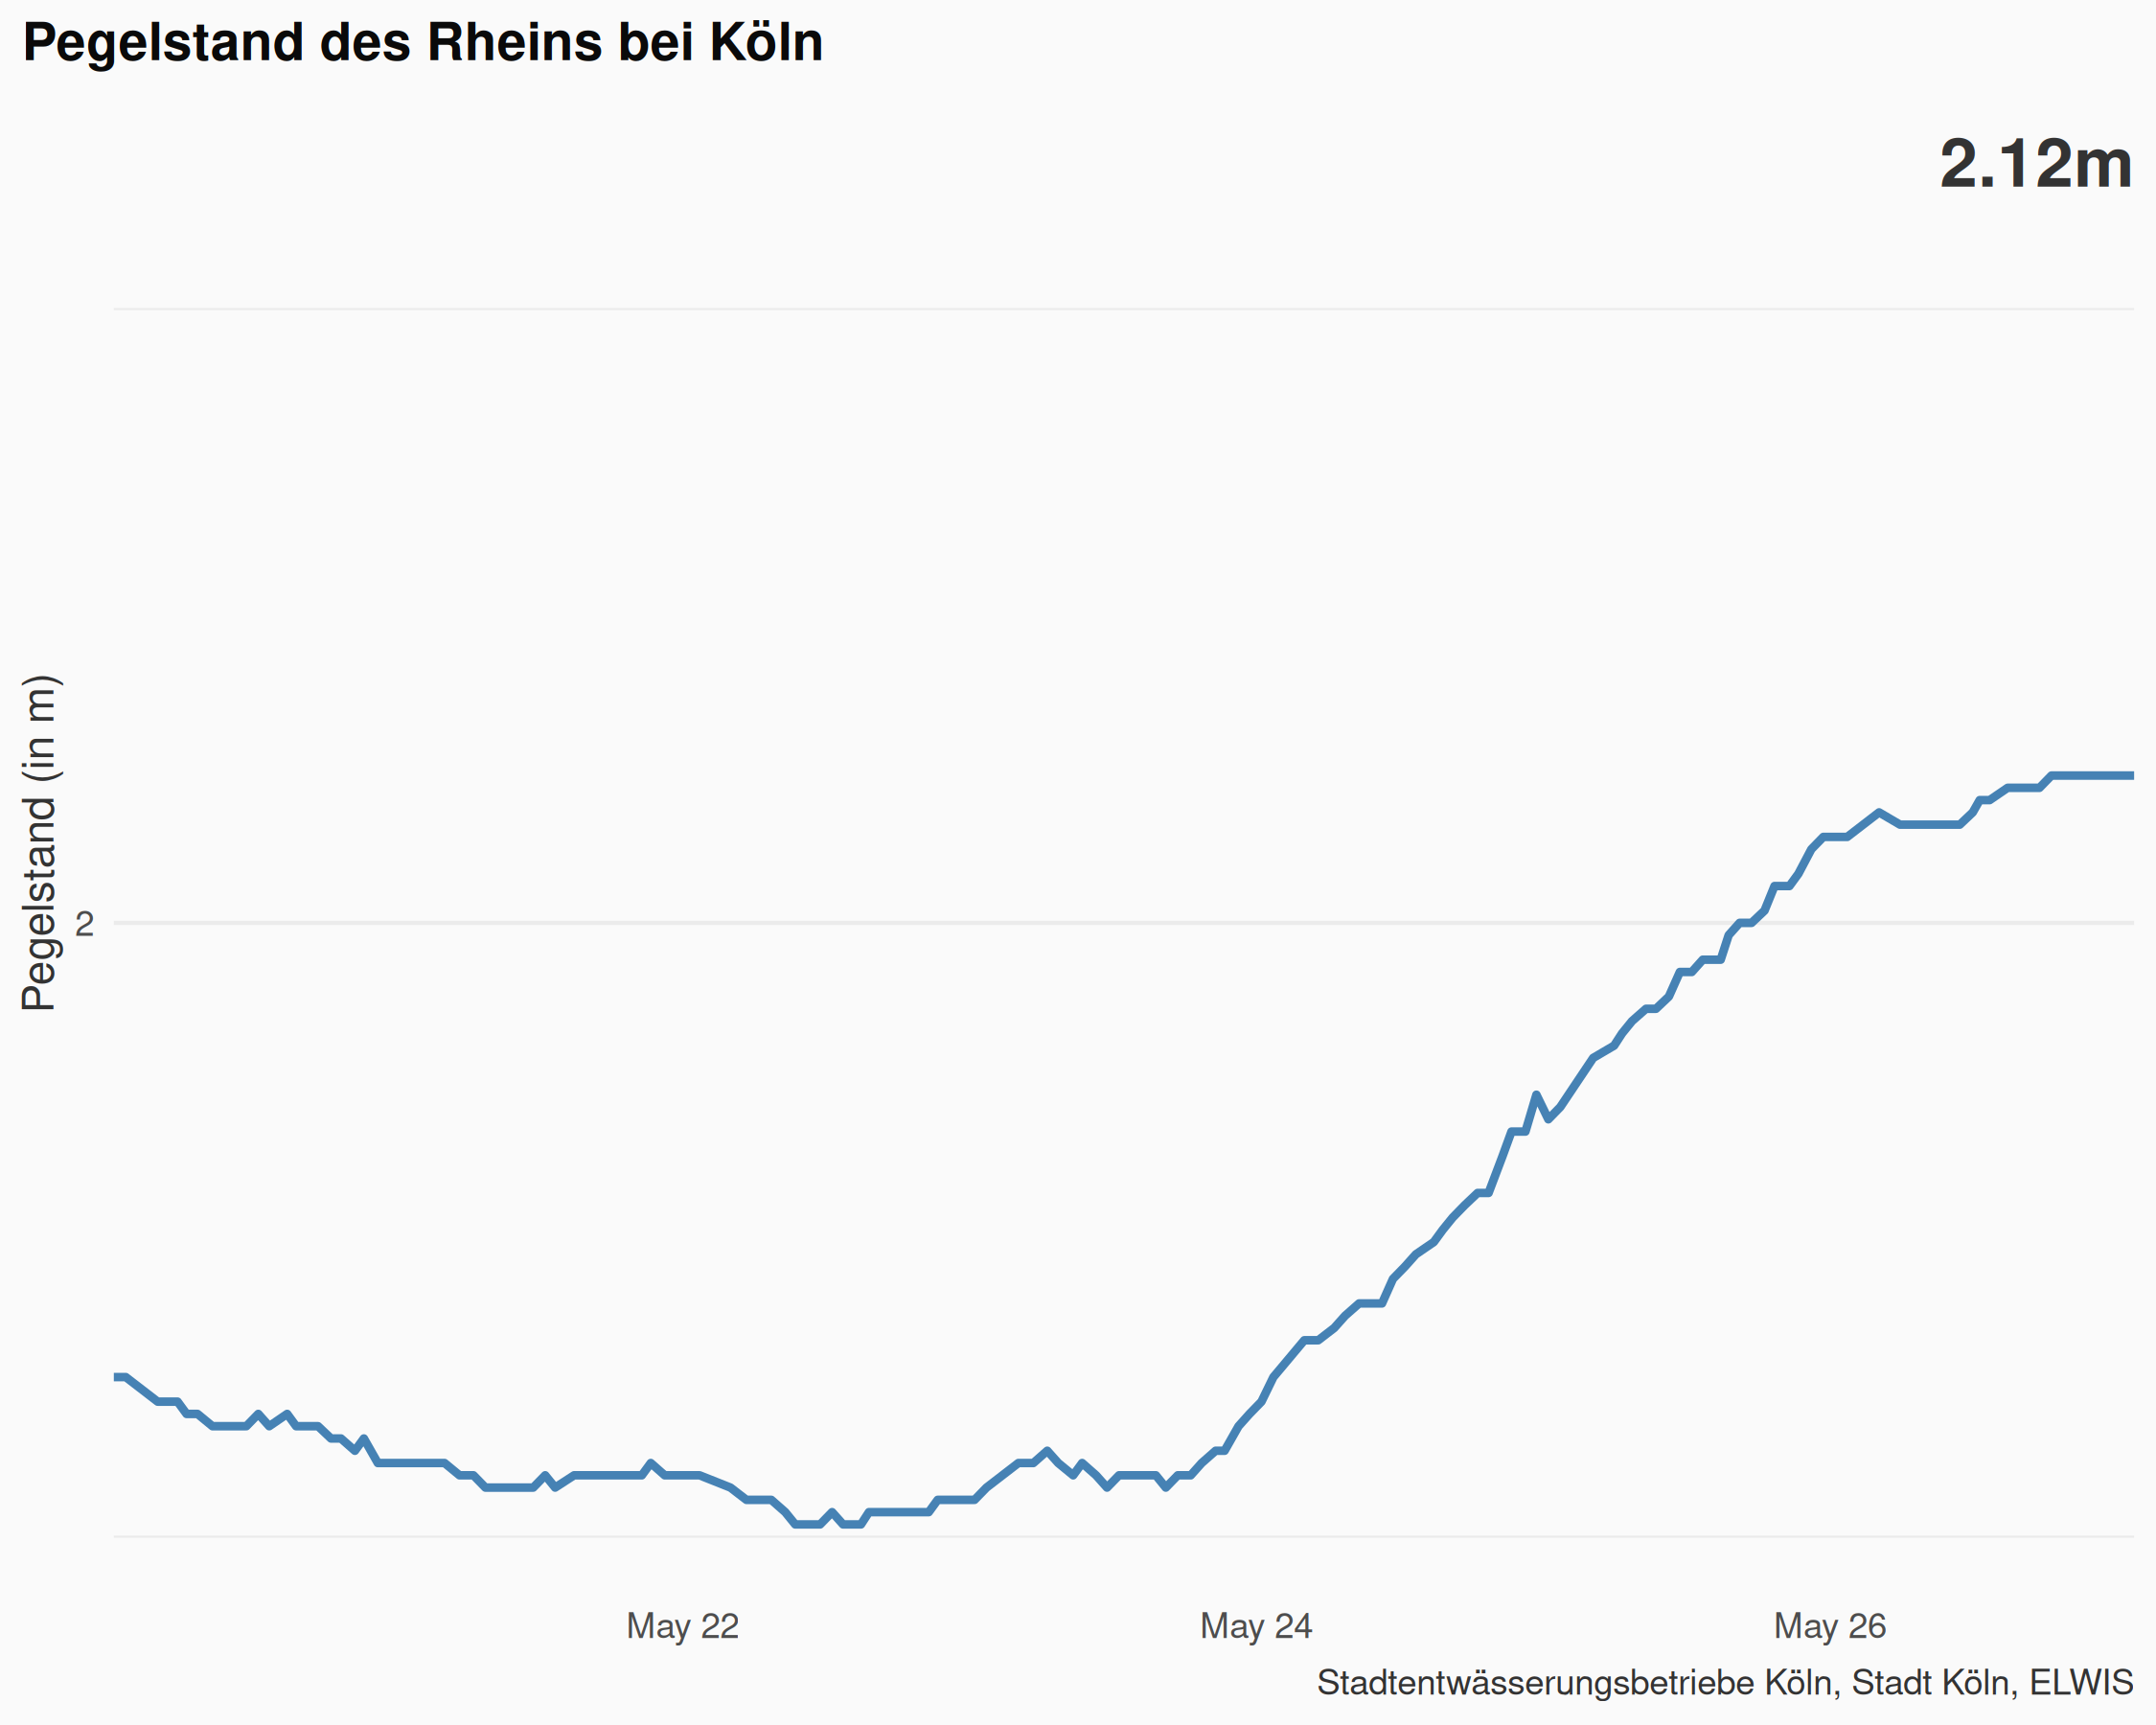 Pegelstand des Rheins bei Köln
2.12m
Pegelstand (in m)
2
May 22
May 24
May 26
Stadtentwässerungsbetriebe Köln, Stadt Köln, ELWIS